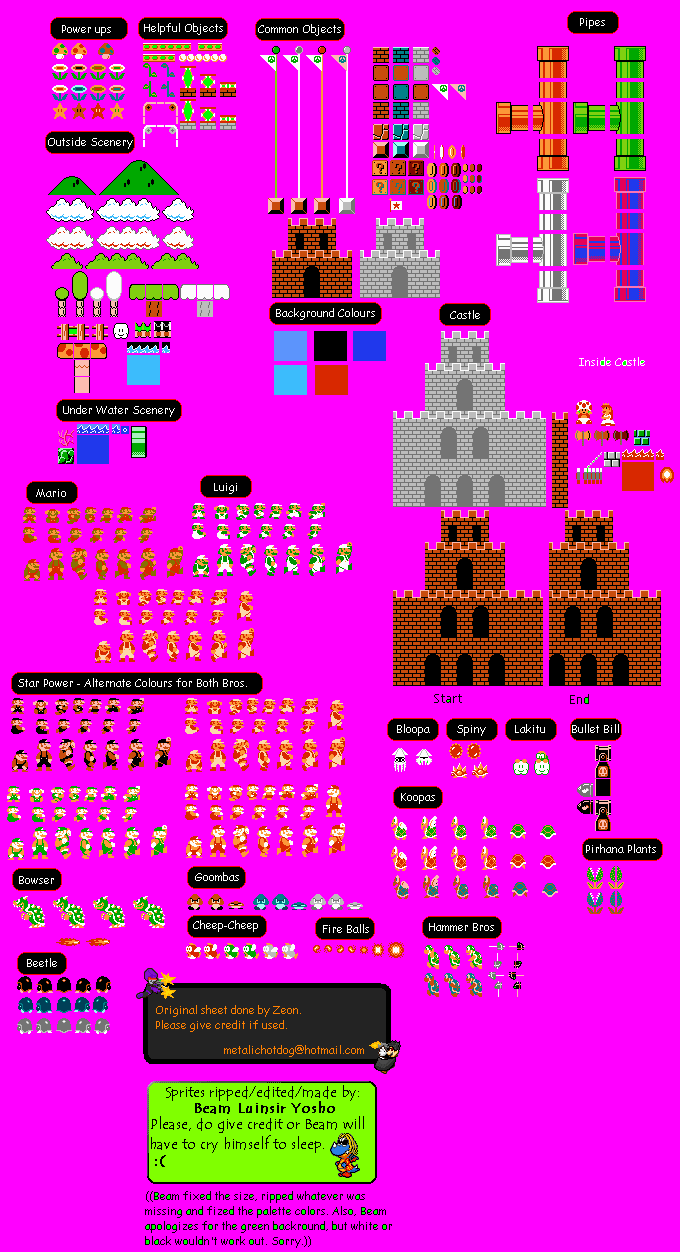 Power ups
Helpful Objects
Common Objects
Pipes
Outside Scenery
Background Colours
Castle
Inside Castle
Under Water Scenery
Mario
Luigi
Start
End
Star Power - Alternate Colours for Both Bros.
Bloopa
Spiny
Lakitu
Bullet Bill
Koopas
Pirhana Plants
Bowser
Goombas
Cheep-Cheep
Fire Balls
Hammer Bros
Beetle
Original sheet done by Zeon.
Please give credit if used.
metalichotdog@hotmail.com
Sprites ripped/edited/made by:
Beam Luinsir Yosho
Please, do give credit or Beam will
have to cry himself to sleep.
:(
((Beam fixed the size, ripped whatever was
missing and fized the palette colors. Also, Beam
apologizes for the green backround, but white or
black wouldn't work out. Sorry.))